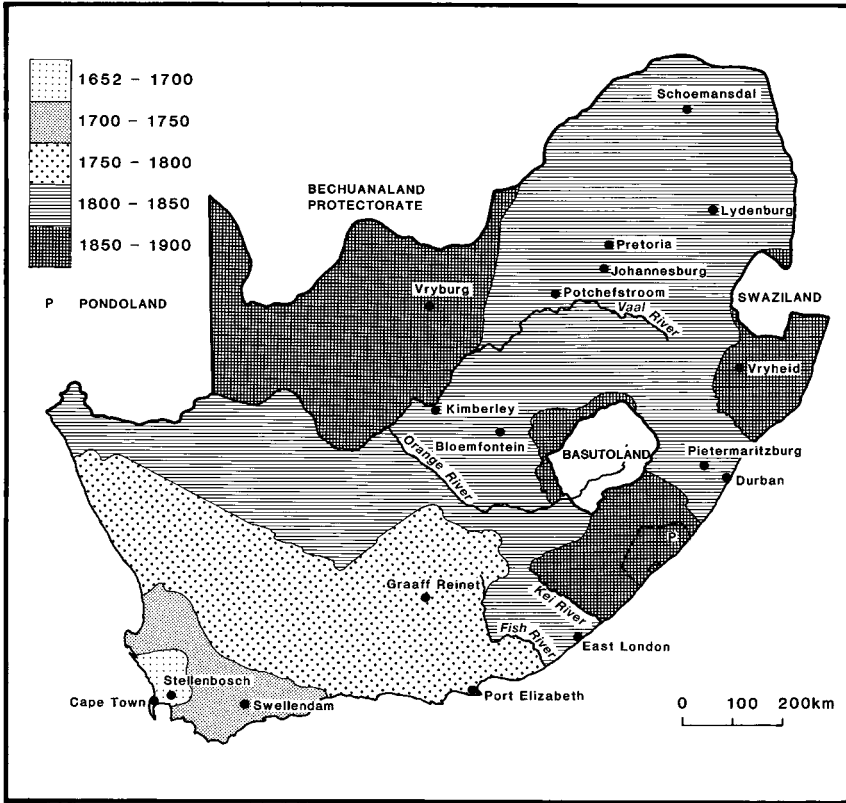 1652 - 1700
1700 - 1750
1750 - 1800
1800 - 1850
1850 - 1900
P PONDOLAND
BECHUANALAND
PROTECTORATE
Schoemansdal
Lydenburg
Pretoria
Johannesburg
Potchefstroom
Vaal River
SWAZILAND
Vryburg
Vryheid
Kimberley
Bloemfontein
Orange River
BASUTOLAND
Pietermaritzburg
Durban
P
Graaff Reinet
Kei River
Fish River
East London
Stellenbosch
Cape Town
Swellendam
Port Elizabeth
0 100 200km